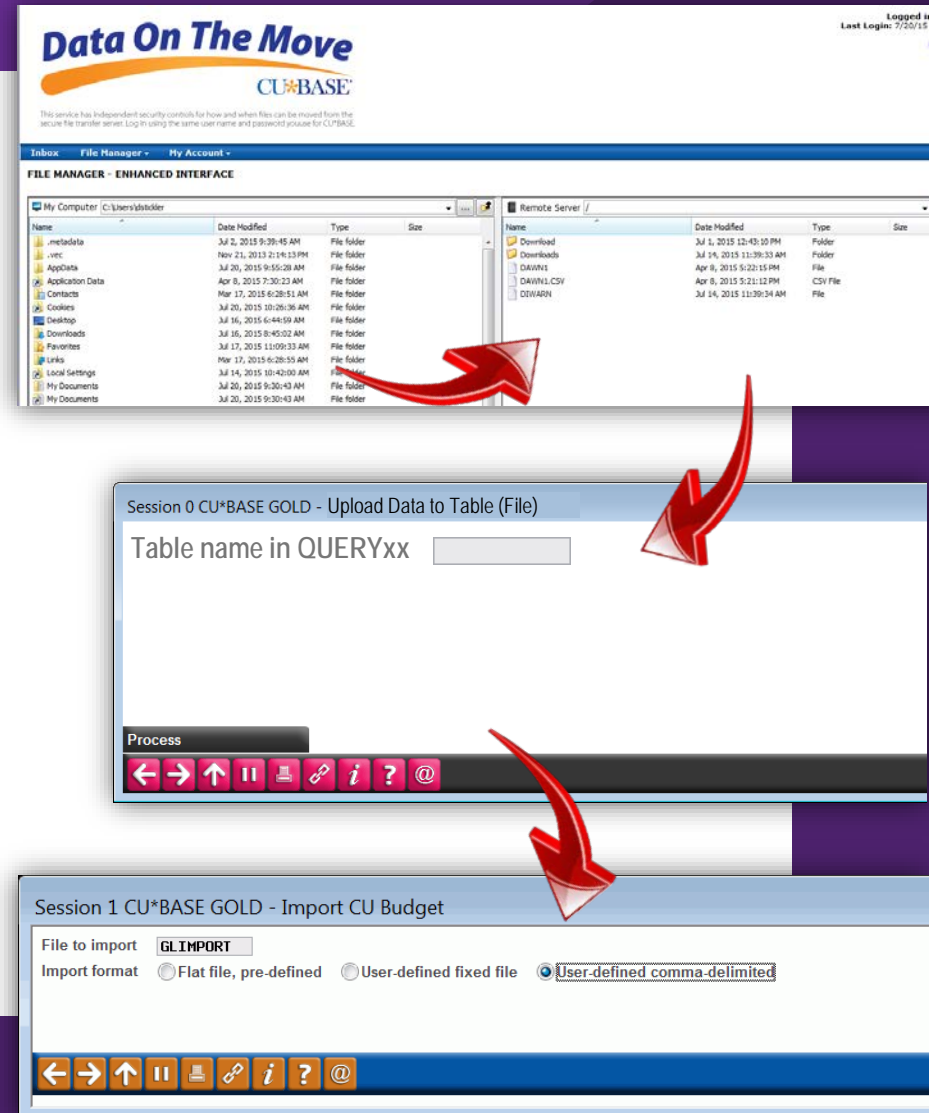 Logged in
Last Login: 7/20/15
Data On The Move
CU*BASE
This service has independent security controls for how and when files can be moved from the
secure file transfer server. Log in using the same user name and password youuse for CU*BASE.
Inbox File Manager My Account
FILE MANAGER - ENHANCED INTERFACE
My Computer C:\Users\dstickler ... Remote Server /
Name Date Modified Type Size Name Date Modified Type Size
.metadata Jul 2, 2015 9:39:45 AM File folder Download Jul 1, 2015 12:43:10 PM Folder
.vec Nov 21, 2013 2:14:13 PM File folder Downloads Jul 14, 2015 11:39:33 AM Folder
AppData Jul 20, 2015 9:55:28 AM File folder DAWN1 Apr 8, 2015 5:22:15 PM File
Application Data Apr 8, 2015 7:30:23 AM File folder DAWN1.CSV Apr 8, 2015 5:21:12 PM CSV File
Contacts Mar 17, 2015 6:28:51 AM File folder DIWARN Jul 14, 2015 11:39:34 AM File
Cookies Jul 20, 2015 10:26:36 AM File folder
Desktop Jul 16, 2015 6:44:59 AM File folder
Downloads Jul 16, 2015 8:45:02 AM File folder
Favorites Jul 17, 2015 11:09:33 AM File folder
Links Mar 17, 2015 6:28:55 AM File folder
Local Settings Jul 14, 2015 10:42:00 AM File folder
My Documents Jul 20, 2015 9:30:43 AM File folder
My Documents Jul 20, 2015 9:30:43 AM File folder
Session 0 CU*BASE GOLD - Upload Data to Table (File)
Table name in QUERYxx
Process
i ? @
Session 1 CU*BASE GOLD - Import CU Budget
File to import GLIMPORT
Import format Flat file, pre-defined User-defined fixed file User-defined comma-delimited
i ? @